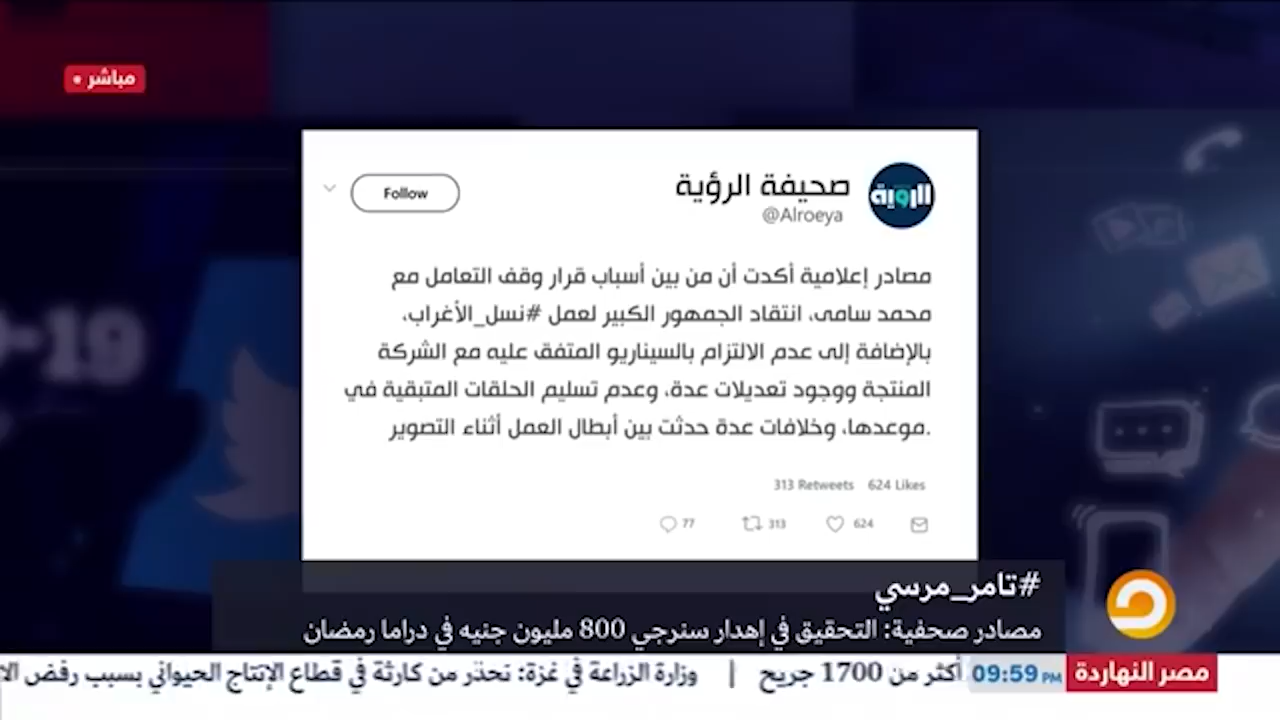 مباشر
صحيفة الرؤية
@Alroeya
الرؤية
Follow
مصادر إعلامية أكدت أن من بين أسباب قرار وقف التعامل مع
محمد سامى، انتقاد الجمهور الكبير لعمل #نسل_الأغراب،
بالإضافة إلى عدم الالتزام بالسيناريو المتفق عليه مع الشركة
المنتجة ووجود تعديلات عدة، وعدم تسليم الحلقات المتبقية في
.موعدها، وخلافات عدة حدثت بين أبطال العمل أثناء التصوير
313 Retweets 624 Likes
77 313 624
-19
#تامر_مرسي
مصادر صحفية: التحقيق في إهدار سنرجي 800 مليون جنيه في دراما رمضان
مصر النهاردة
09:59 PM
أكثر من 1700 جريح | وزارة الزراعة في غزة: نحذر من كارثة في قطاع الإنتاج الحيواني بسبب رفض